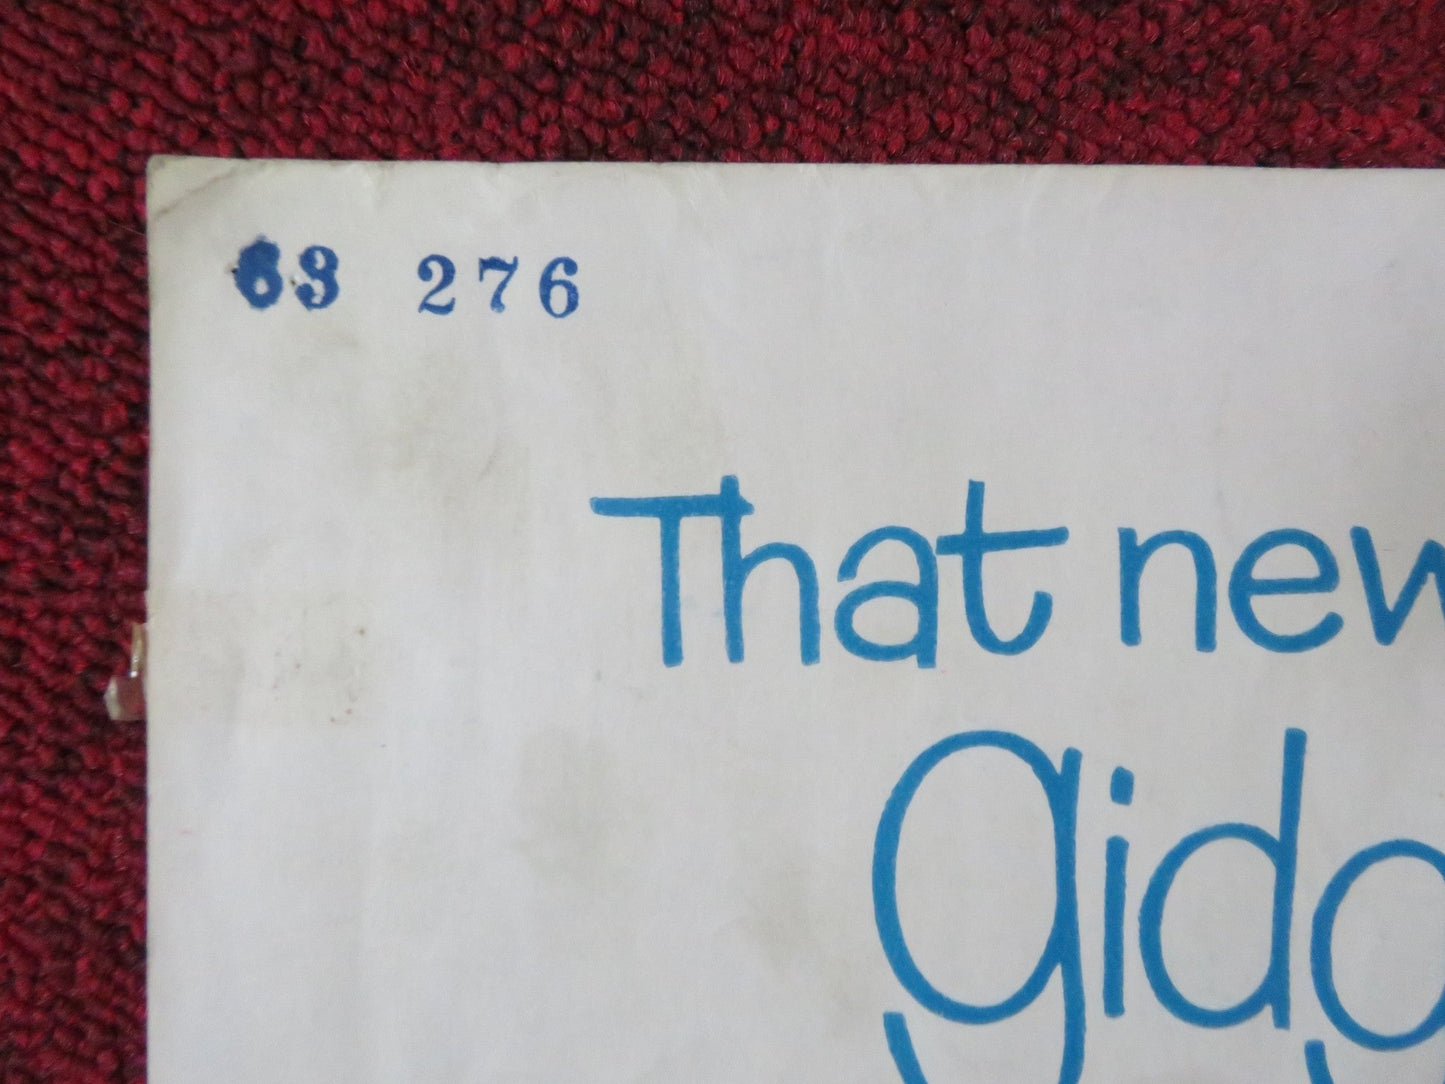 63 276
That new
gidg